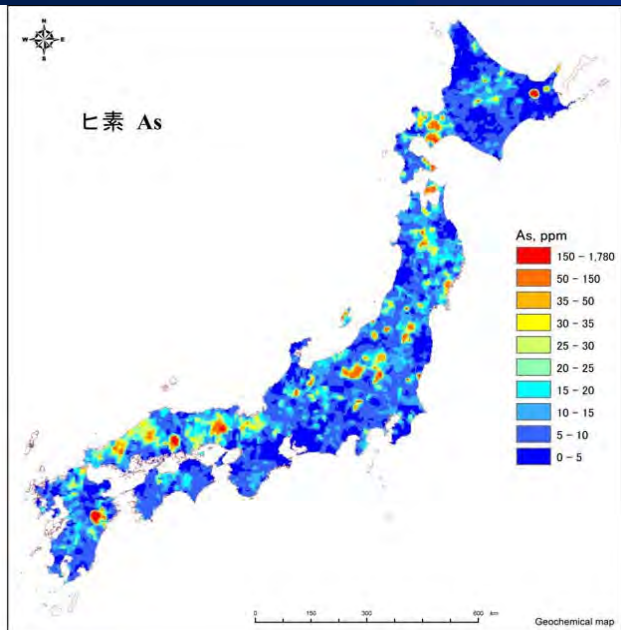 N
W E
S
ヒ素 As
As, ppm
150 - 1,780
50 - 150
35 - 50
30 - 35
25 - 30
20 - 25
15 - 20
10 - 15
5 - 10
0 - 5
0 150 300 600 km
Geochemical map